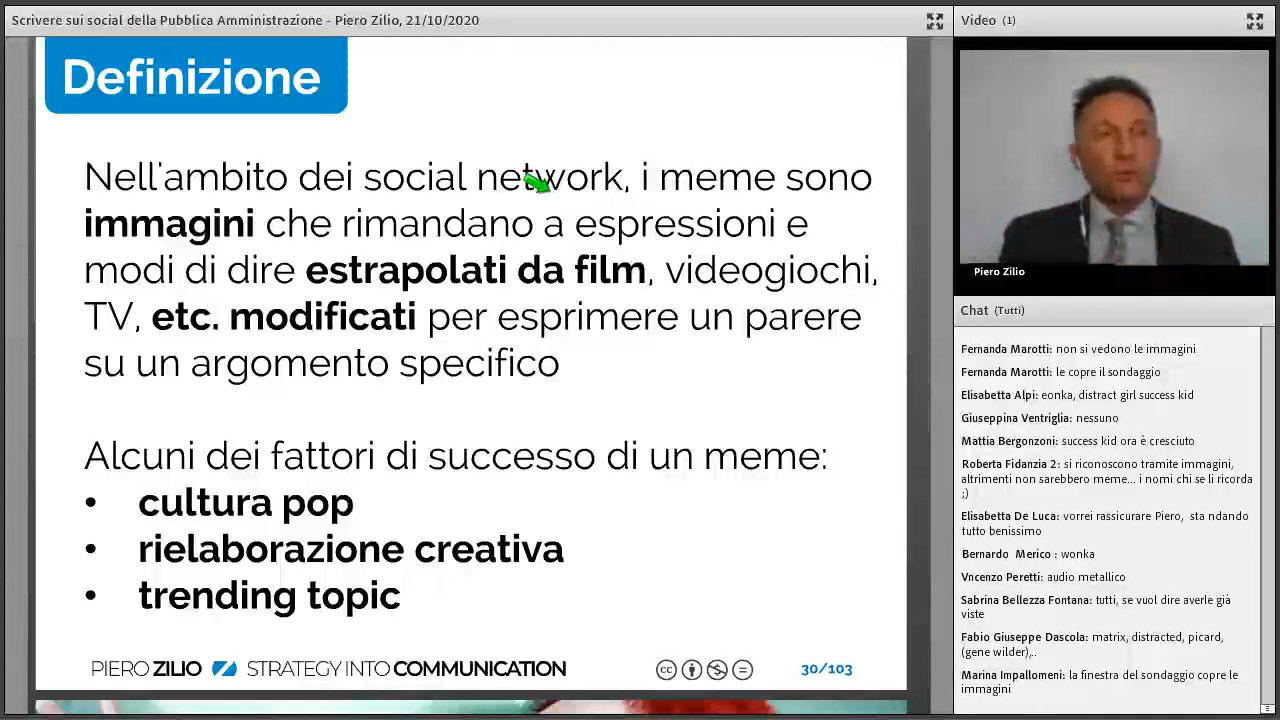 Scrivere sui social della Pubblica Amministrazione - Piero Zilio, 21/10/2020
Definizione
Nell'ambito dei social network, i meme sono
immagini che rimandano a espressioni e
modi di dire estrapolati da film, videogiochi,
TV, etc. modificati per esprimere un parere
su un argomento specifico
Alcuni dei fattori di successo di un meme:
• cultura pop
• rielaborazione creativa
• trending topic
PIERO ZILIO STRATEGY INTO COMMUNICATION
cc
30/103
Video (1)
Piero Zilio
Chat (Tutti)
Fernanda Marotti: non si vedono le immagini
Fernanda Marotti: le copre il sondaggio
Elisabetta Alpi: eonka, distract girl success kid
Giuseppina Ventriglia: nessuno
Mattia Bergonzoni: success kid ora è cresciuto
Roberta Fidanzia 2: si riconoscono tramite immagini,
altrimenti non sarebbero meme... i nomi chi se li ricorda
;)
Elisabetta De Luca: vorrei rassicurare Piero, sta ndando
tutto benissimo
Bernardo Merico : wonka
Vncenzo Peretti: audio metallico
Sabrina Bellezza Fontana: tutti, se vuol dire averle già
viste
Fabio Giuseppe Dascola: matrix, distracted, picard,
(gene wilder),..
Marina Impallomeni: la finestra del sondaggio copre le
immagini